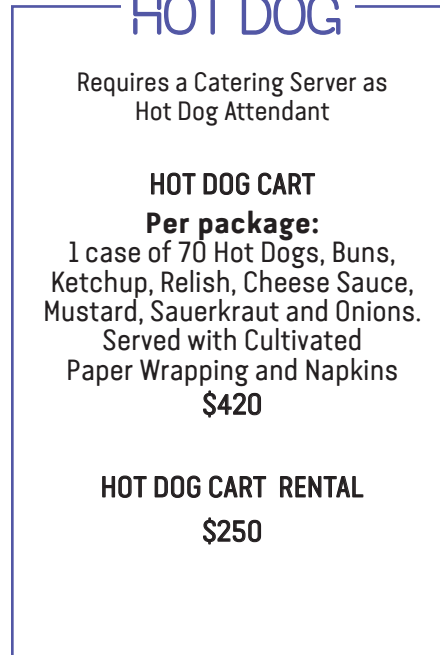 HOT DOG
Requires a Catering Server as
Hot Dog Attendant
HOT DOG CART
Per package:
1 case of 70 Hot Dogs, Buns,
Ketchup, Relish, Cheese Sauce,
Mustard, Sauerkraut and Onions.
Served with Cultivated
Paper Wrapping and Napkins
$420
HOT DOG CART RENTAL
$250